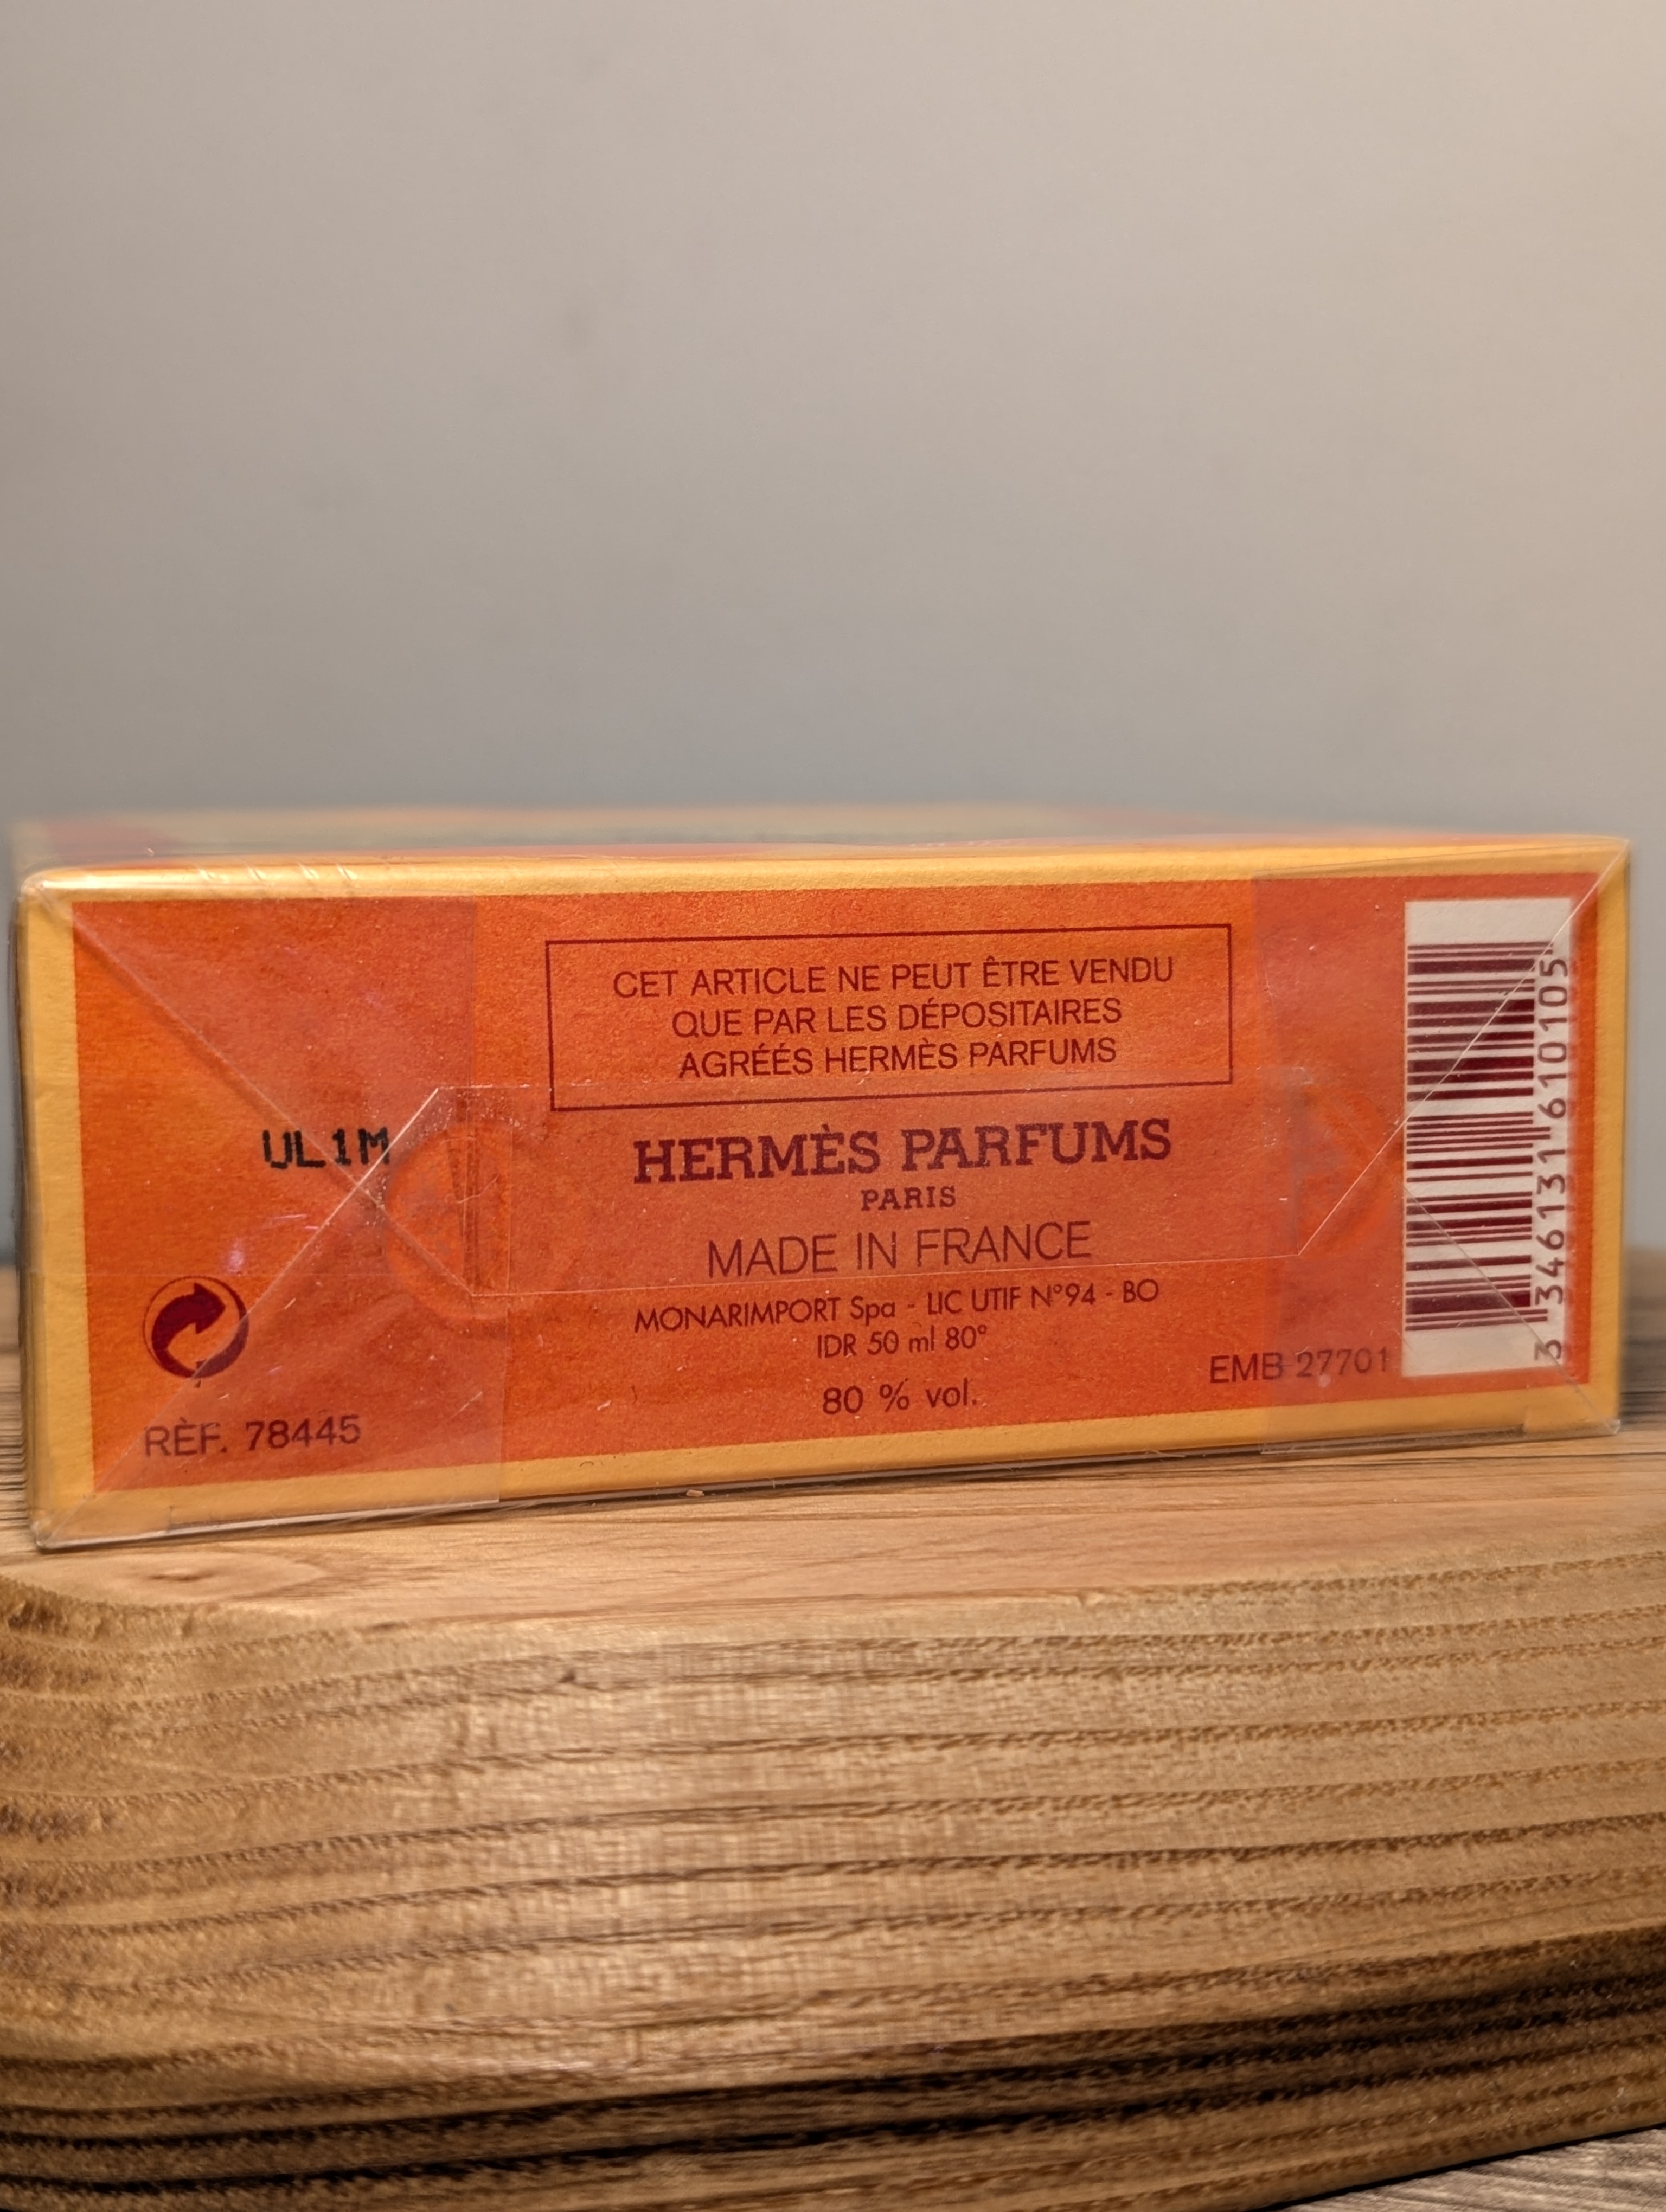 CET ARTICLE NE PEUT ÊTRE VENDU
QUE PAR LES DÉPOSITAIRES
AGRÉÉS HERMÈS PARFUMS
UL1M
HERMÈS PARFUMS
PARIS
MADE IN FRANCE
MONARIMPORT Spa - LIC UTIF N°94 - BO
IDR 50 ml 80°
80 % vol.
RÈF. 78445
EMB 27701
3 346131 610105